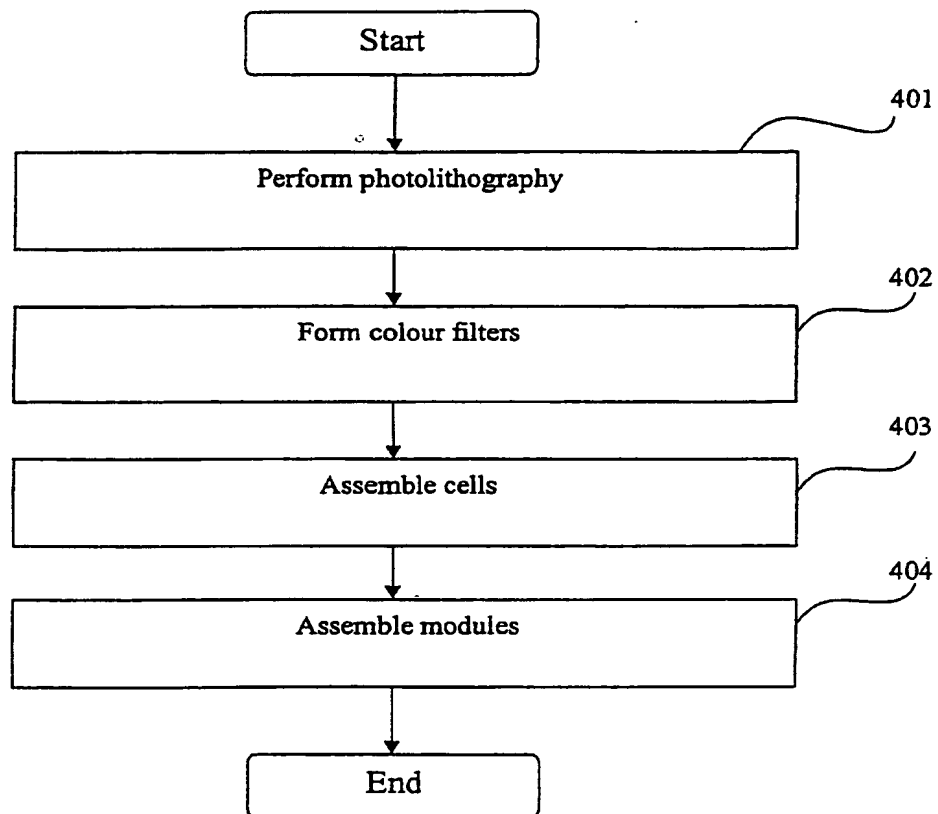 Start
401
Perform photolithography
402
Form colour filters
403
Assemble cells
404
Assemble modules
End